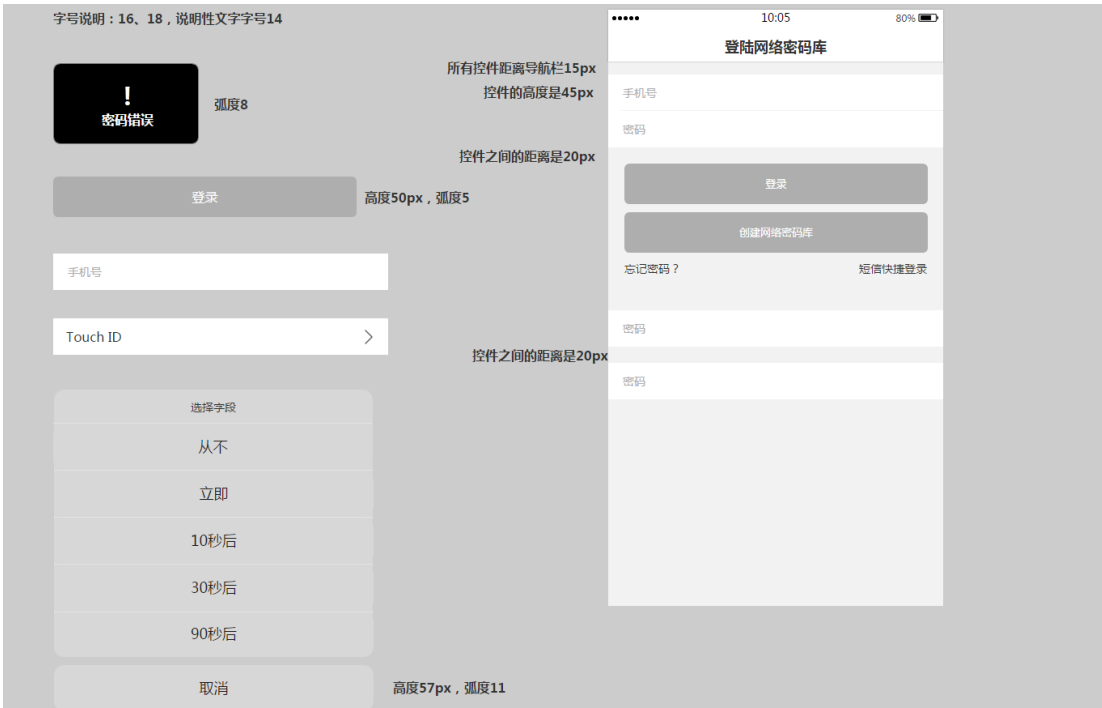 字号说明：16、18，说明性文字字号14
!
密码错误
弧度8
登录
高度50px，弧度5
手机号
Touch ID
选择字段
从不
立即
10秒后
30秒后
90秒后
取消
高度57px，弧度11
所有控件距离导航栏15px
控件的高度是45px
控件之间的距离是20px
控件之间的距离是20px
10:05
80%
登陆网络密码库
手机号
密码
登录
创建网络密码库
忘记密码？
短信快捷登录
密码
密码